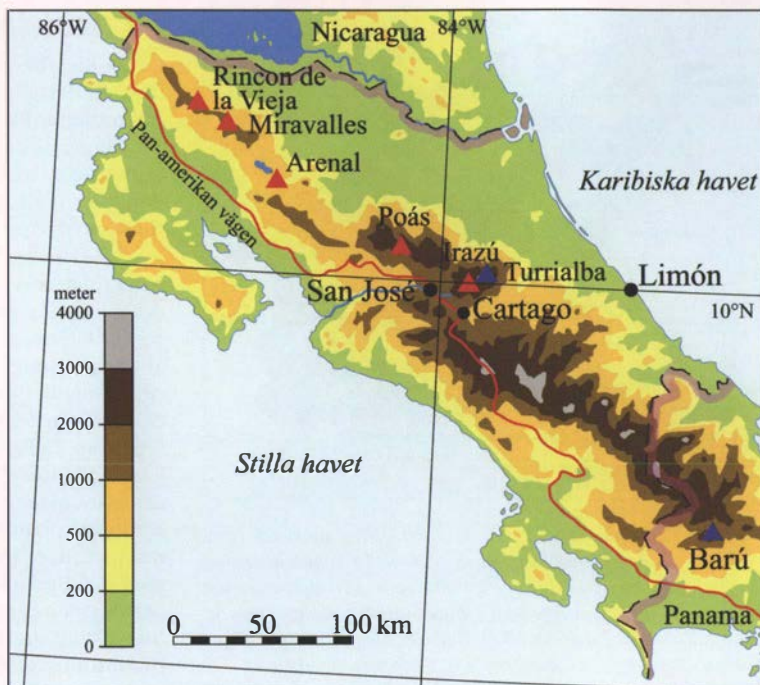 86°W
84°W
Nicaragua
Rincon de
la Vieja
Miravalles
Arenal
Pan-amerikan vägen
Karibiska havet
Poás
Irazú
Turrialba
San José
Limón
Cartago
10°N
meter
4000
3000
2000
1000
500
200
0
Stilla havet
Barú
Panama
0 50 100 km